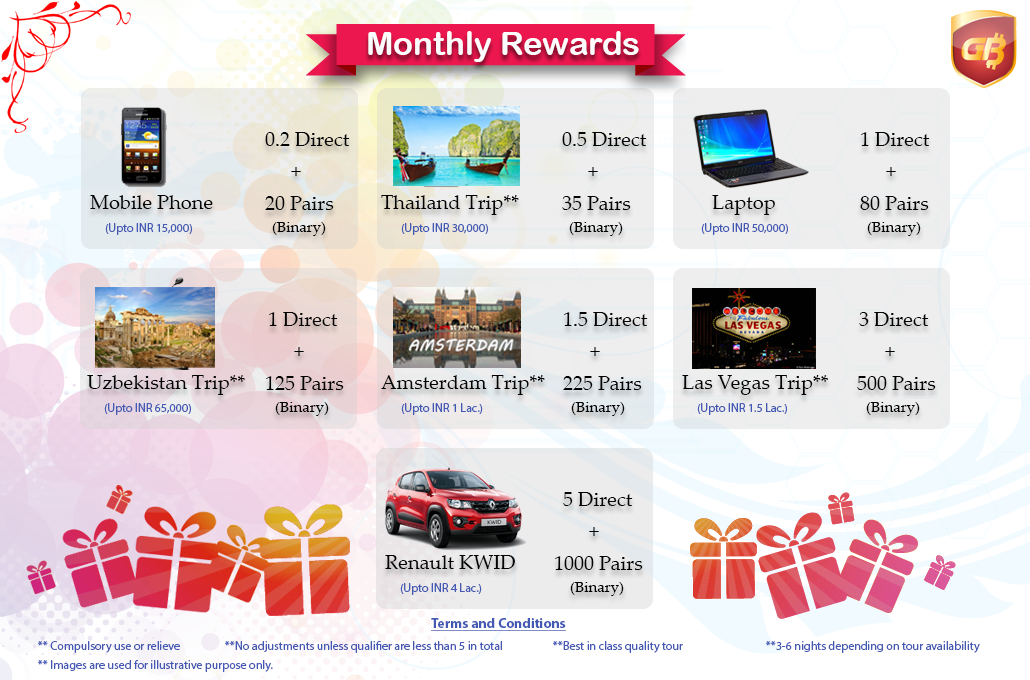 Monthly Rewards
GB
0.2 Direct
+
Mobile Phone
20 Pairs
(Upto INR 15,000)
(Binary)
0.5 Direct
+
Thailand Trip**
35 Pairs
(Upto INR 30,000)
(Binary)
1 Direct
+
Laptop
80 Pairs
(Upto INR 50,000)
(Binary)
1 Direct
+
Uzbekistan Trip**
125 Pairs
(Upto INR 65,000)
(Binary)
AMSTERDAM
1.5 Direct
+
Amsterdam Trip**
225 Pairs
(Upto INR 1 Lac.)
(Binary)
WELCOME
TO Fabulous
LAS VEGAS
NEVADA
3 Direct
+
Las Vegas Trip**
500 Pairs
(Upto INR 1.5 Lac.)
(Binary)
KWID
5 Direct
+
Renault KWID
1000 Pairs
(Upto INR 4 Lac.)
(Binary)
Terms and Conditions
** Compulsory use or relieve
**No adjustments unless qualifier are less than 5 in total
**Best in class quality tour
**3-6 nights depending on tour availability
** Images are used for illustrative purpose only.